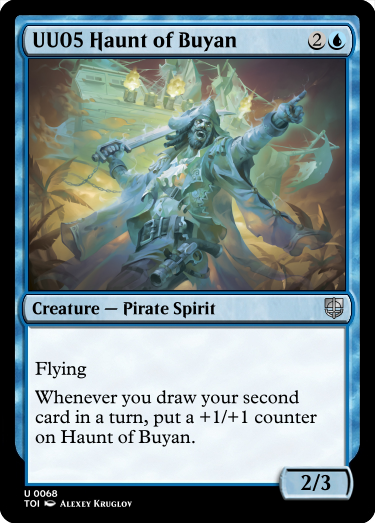 UU05 Haunt of Buyan 2
Creature — Pirate Spirit
Flying
Whenever you draw your second
card in a turn, put a +1/+1 counter
on Haunt of Buyan.
2/3
U 0068
TOI Alexey Kruglov